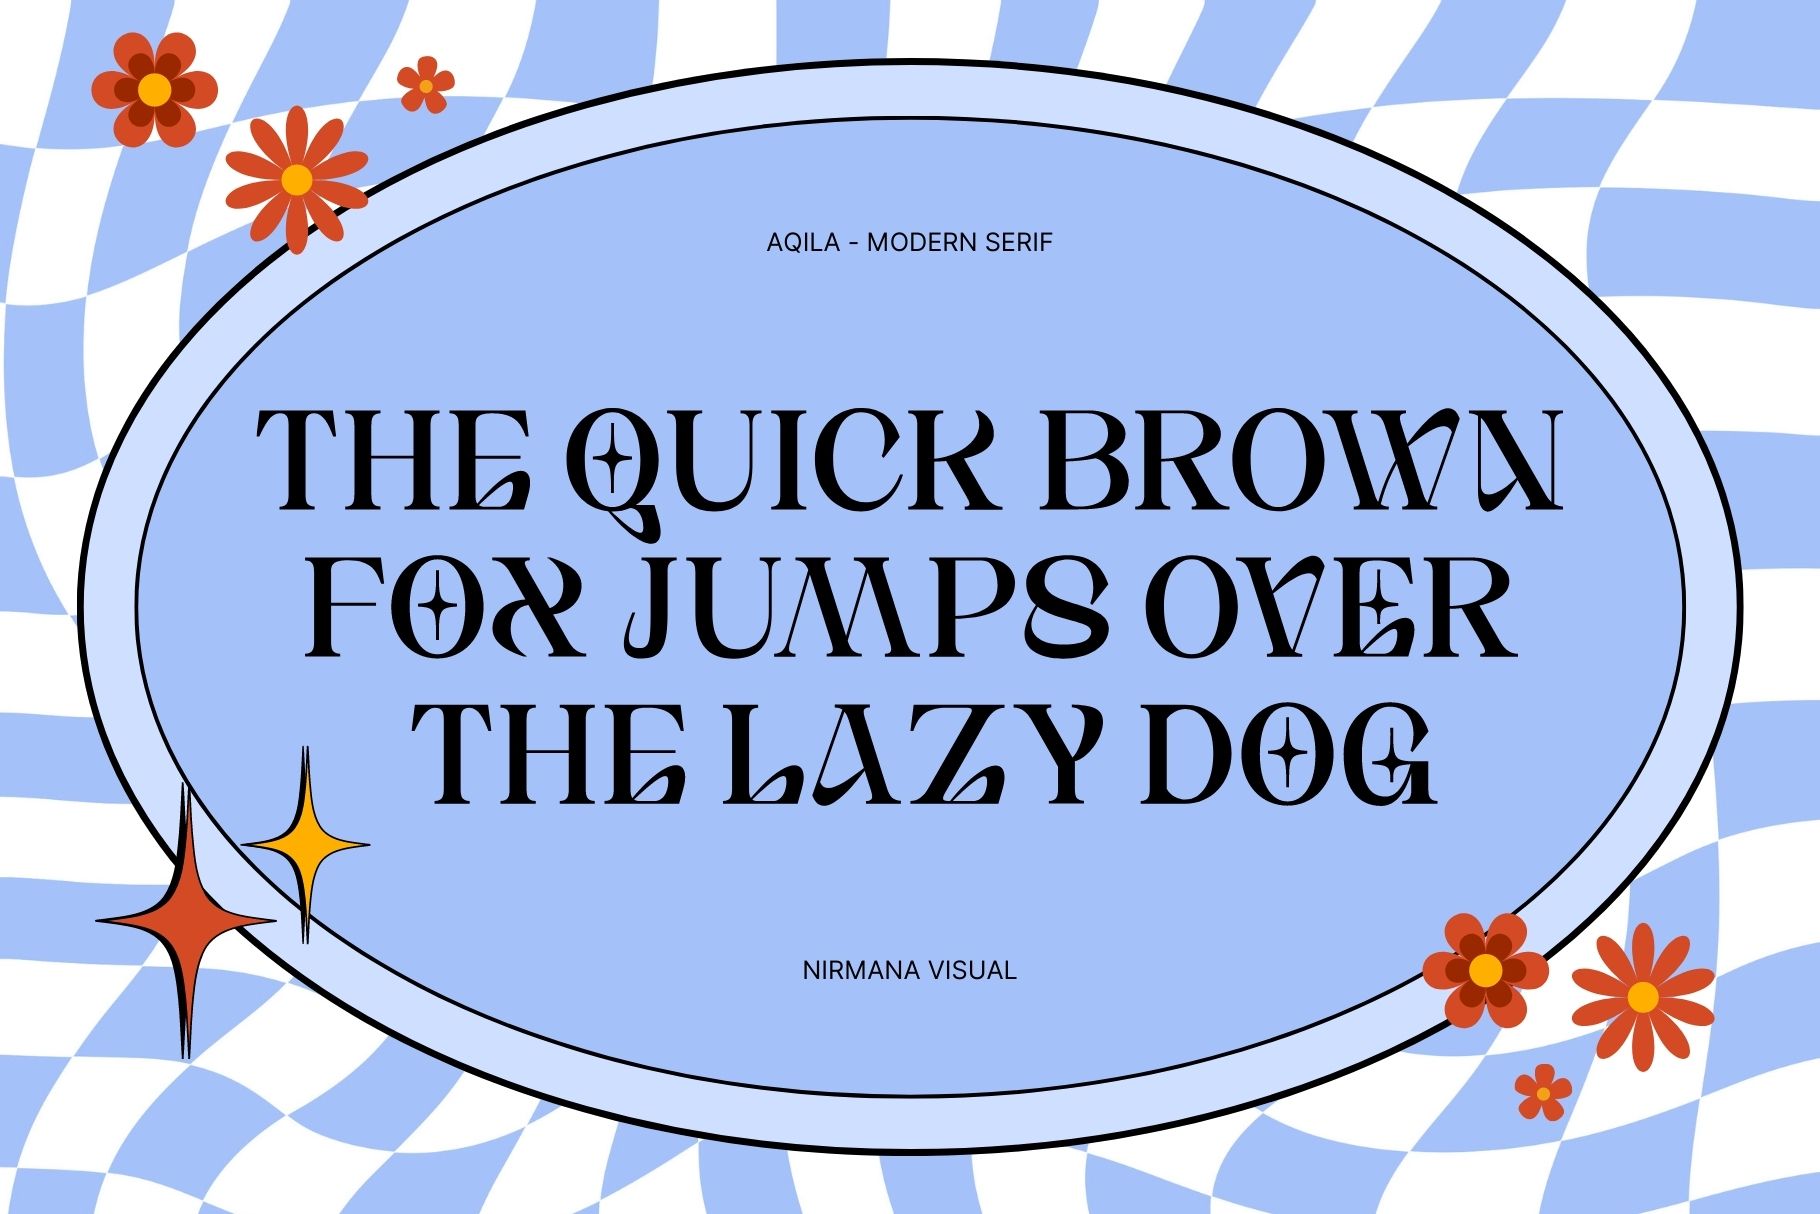 AQILA - MODERN SERIF
THE QUICK BROWN
FOX JUMPS OVER
THE LAZY DOG
NIRMANA VISUAL